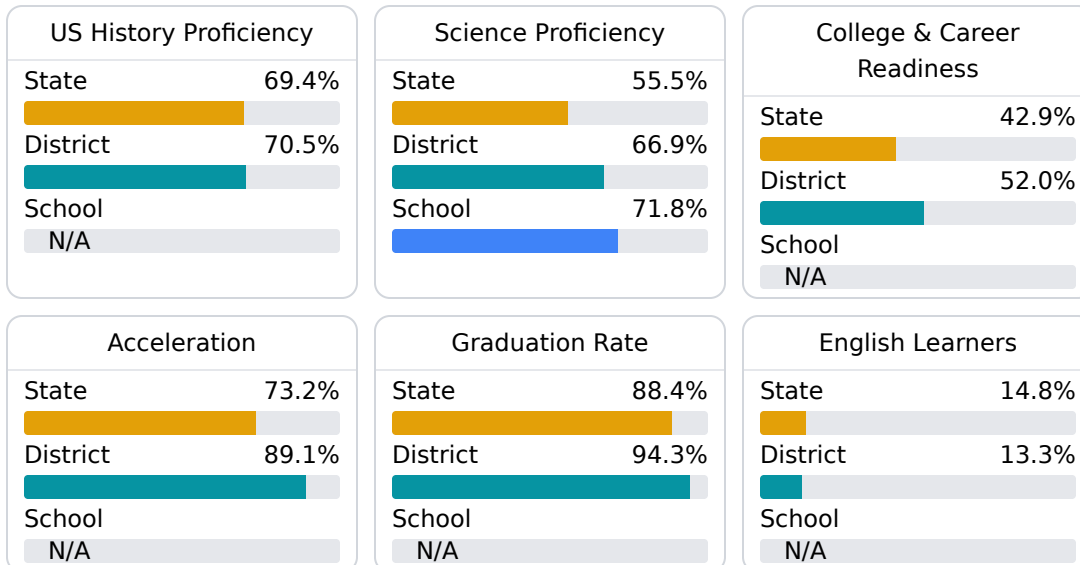 US History Proficiency
State 69.4%
District 70.5%
School
N/A
Science Proficiency
State 55.5%
District 66.9%
School 71.8%
College & Career
Readiness
State 42.9%
District 52.0%
School
N/A
Acceleration
State 73.2%
District 89.1%
School
N/A
Graduation Rate
State 88.4%
District 94.3%
School
N/A
English Learners
State 14.8%
District 13.3%
School
N/A